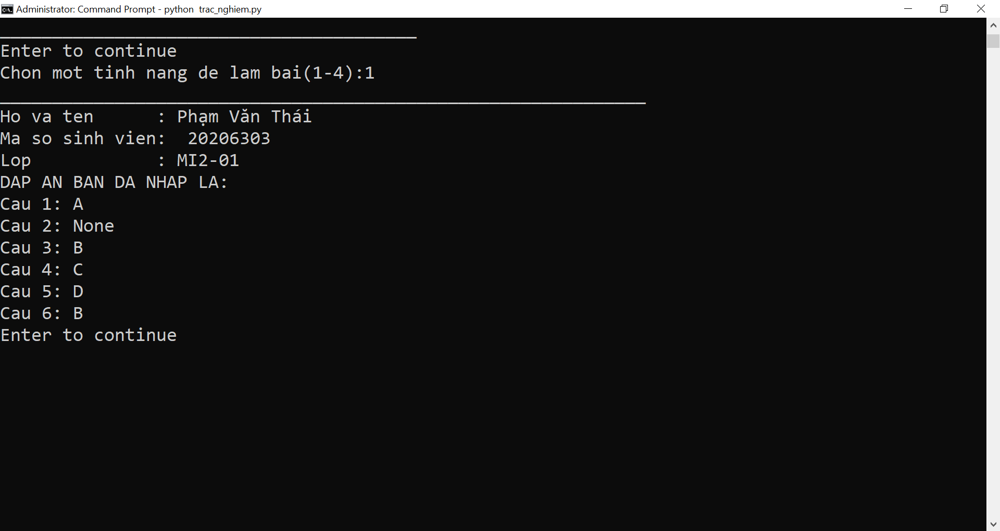 Administrator: Command Prompt - python  trac_nghiem.py
________________________________________
Enter to continue
Chon mot tinh nang de lam bai(1-4):1
______________________________________________________________
Ho va ten      : Phạm Văn Thái
Ma so sinh vien:  20206303
Lop            : MI2-01
DAP AN BAN DA NHAP LA:
Cau 1: A
Cau 2: None
Cau 3: B
Cau 4: C
Cau 5: D
Cau 6: B
Enter to continue